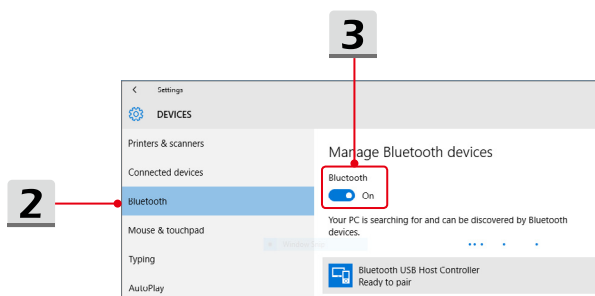 3
Settings
DEVICES
Printers & scanners
Connected devices
2
Bluetooth
Mouse & touchpad
Typing
AutoPlay
Manage Bluetooth devices
Bluetooth
On
Your PC is searching for and can be discovered by Bluetooth
devices.
Bluetooth USB Host Controller
Ready to pair